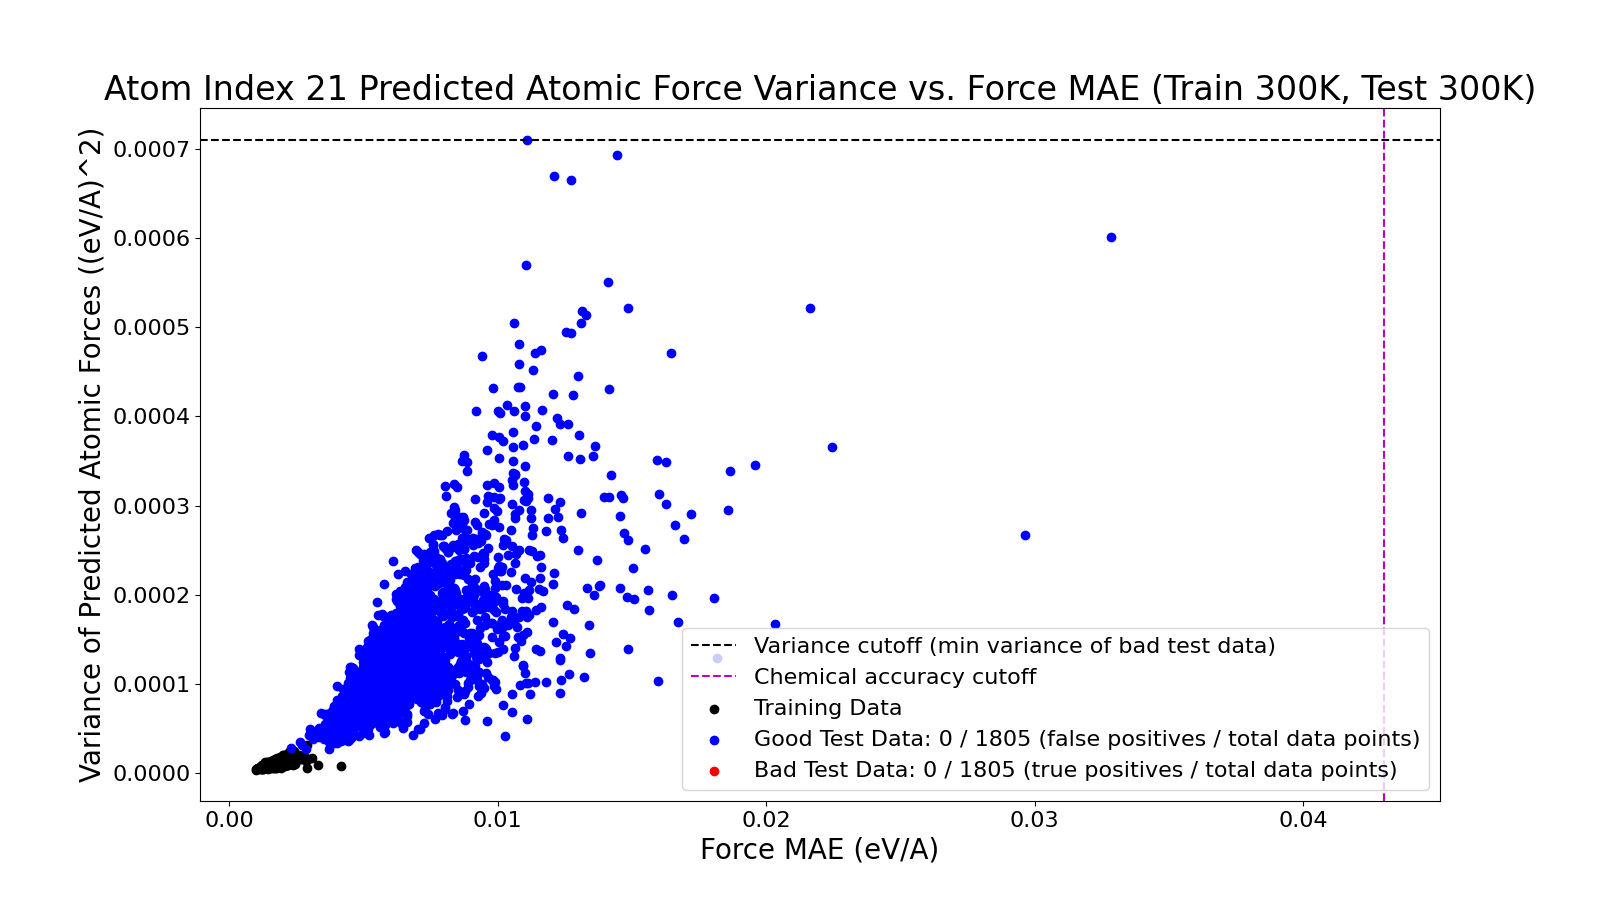 Atom Index 21 Predicted Atomic Force Variance vs. Force MAE (Train 300K, Test 300K)
Variance of Predicted Atomic Forces ((eV/A)^2)
0.0007
0.0006
0.0005
0.0004
0.0003
0.0002
0.0001
0.0000
Variance cutoff (min variance of bad test data)
Chemical accuracy cutoff
Training Data
Good Test Data: 0 / 1805 (false positives / total data points)
Bad Test Data: 0 / 1805 (true positives / total data points)
0.00 0.01 0.02 0.03 0.04
Force MAE (eV/A)